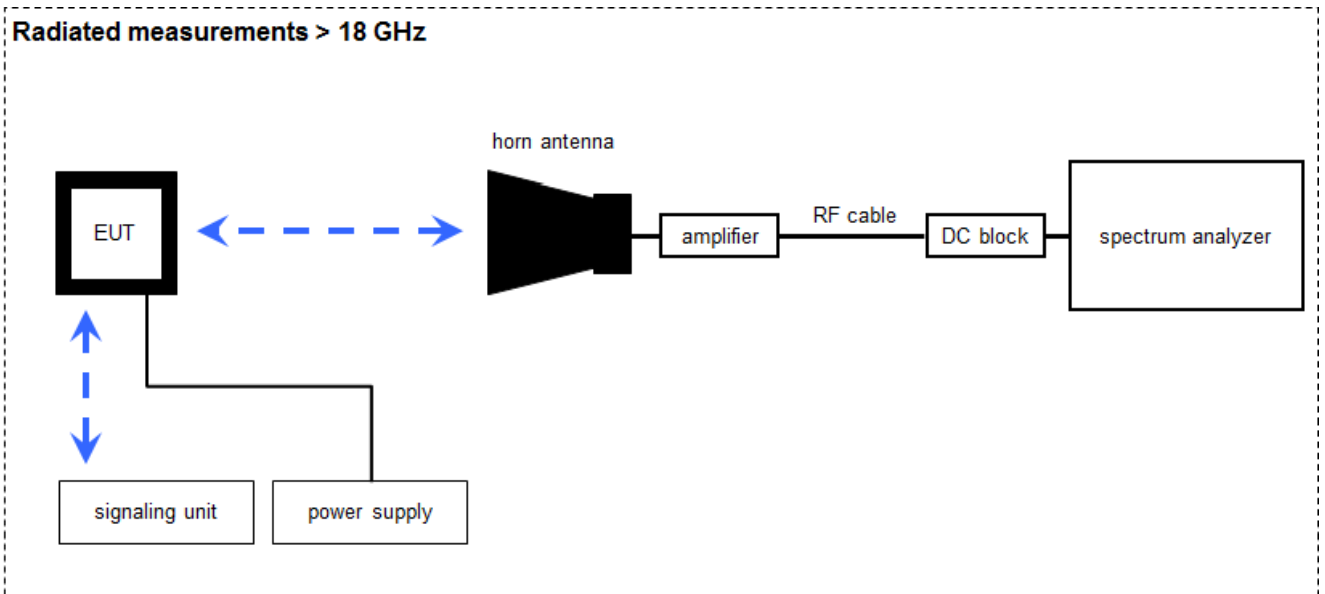 Radiated measurements > 18 GHz
horn antenna
EUT
amplifier
RF cable
DC block
spectrum analyzer
signaling unit
power supply